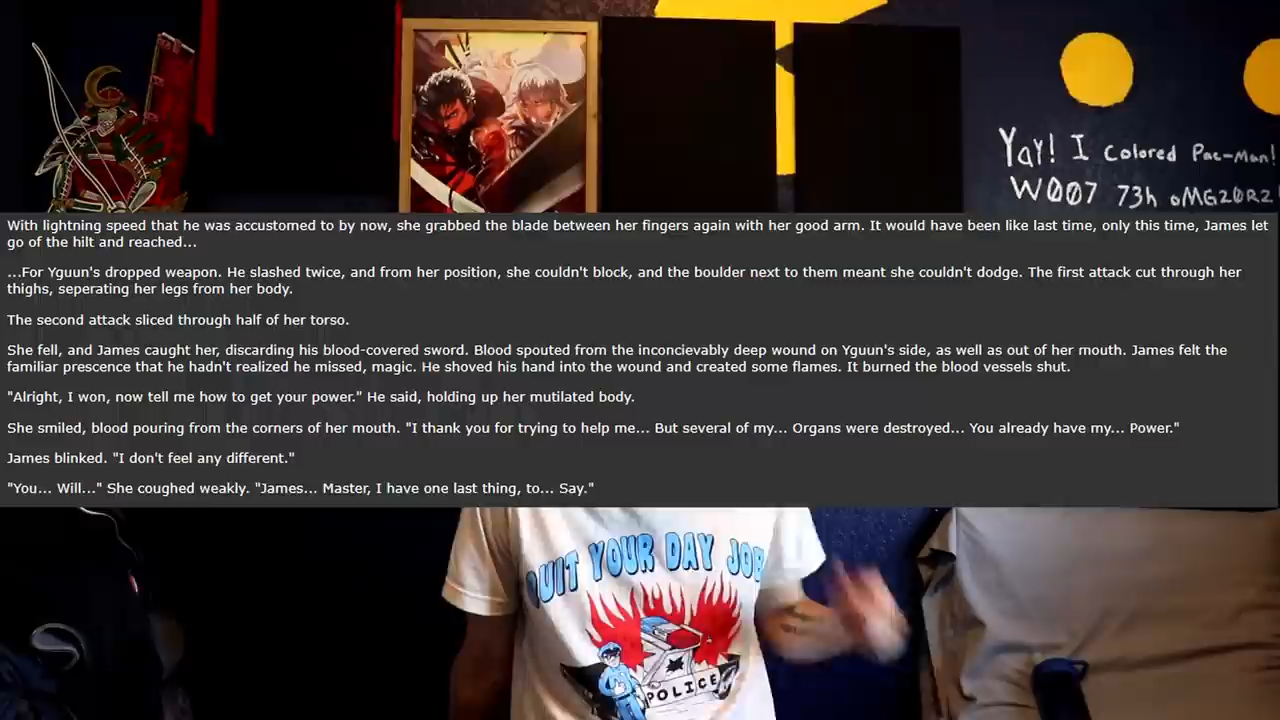 Yay! I Colored Pac-Man!
W007 73h oMG20R2
With lightning speed that he was accustomed to by now, she grabbed the blade between her fingers again with her good arm. It would have been like last time, only this time, James let
go of the hilt and reached...
...For Yguun's dropped weapon. He slashed twice, and from her position, she couldn't block, and the boulder next to them meant she couldn't dodge. The first attack cut through her
thighs, seperating her legs from her body.
The second attack sliced through half of her torso.
She fell, and James caught her, discarding his blood-covered sword. Blood spouted from the inconcievably deep wound on Yguun's side, as well as out of her mouth. James felt the
familiar prescence that he hadn't realized he missed, magic. He shoved his hand into the wound and created some flames. It burned the blood vessels shut.
"Alright, I won, now tell me how to get your power." He said, holding up her mutilated body.
She smiled, blood pouring from the corners of her mouth. "I thank you for trying to help me... But several of my... Organs were destroyed... You already have my... Power."
James blinked. "I don't feel any different."
"You... Will..." She coughed weakly. "James... Master, I have one last thing, to... Say."
QUIT YOUR DAY JOB
POLICE